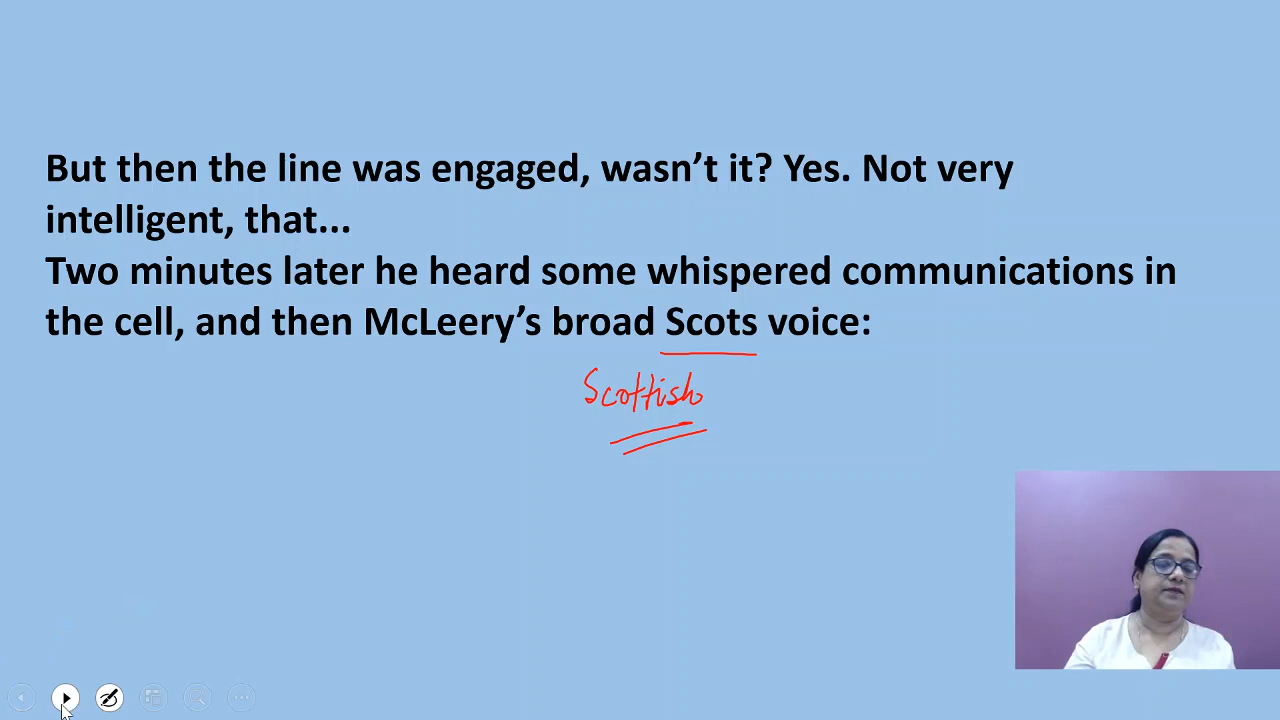 But then the line was engaged, wasn’t it? Yes. Not very
intelligent, that...
Two minutes later he heard some whispered communications in
the cell, and then McLeery’s broad Scots voice:
Scottish